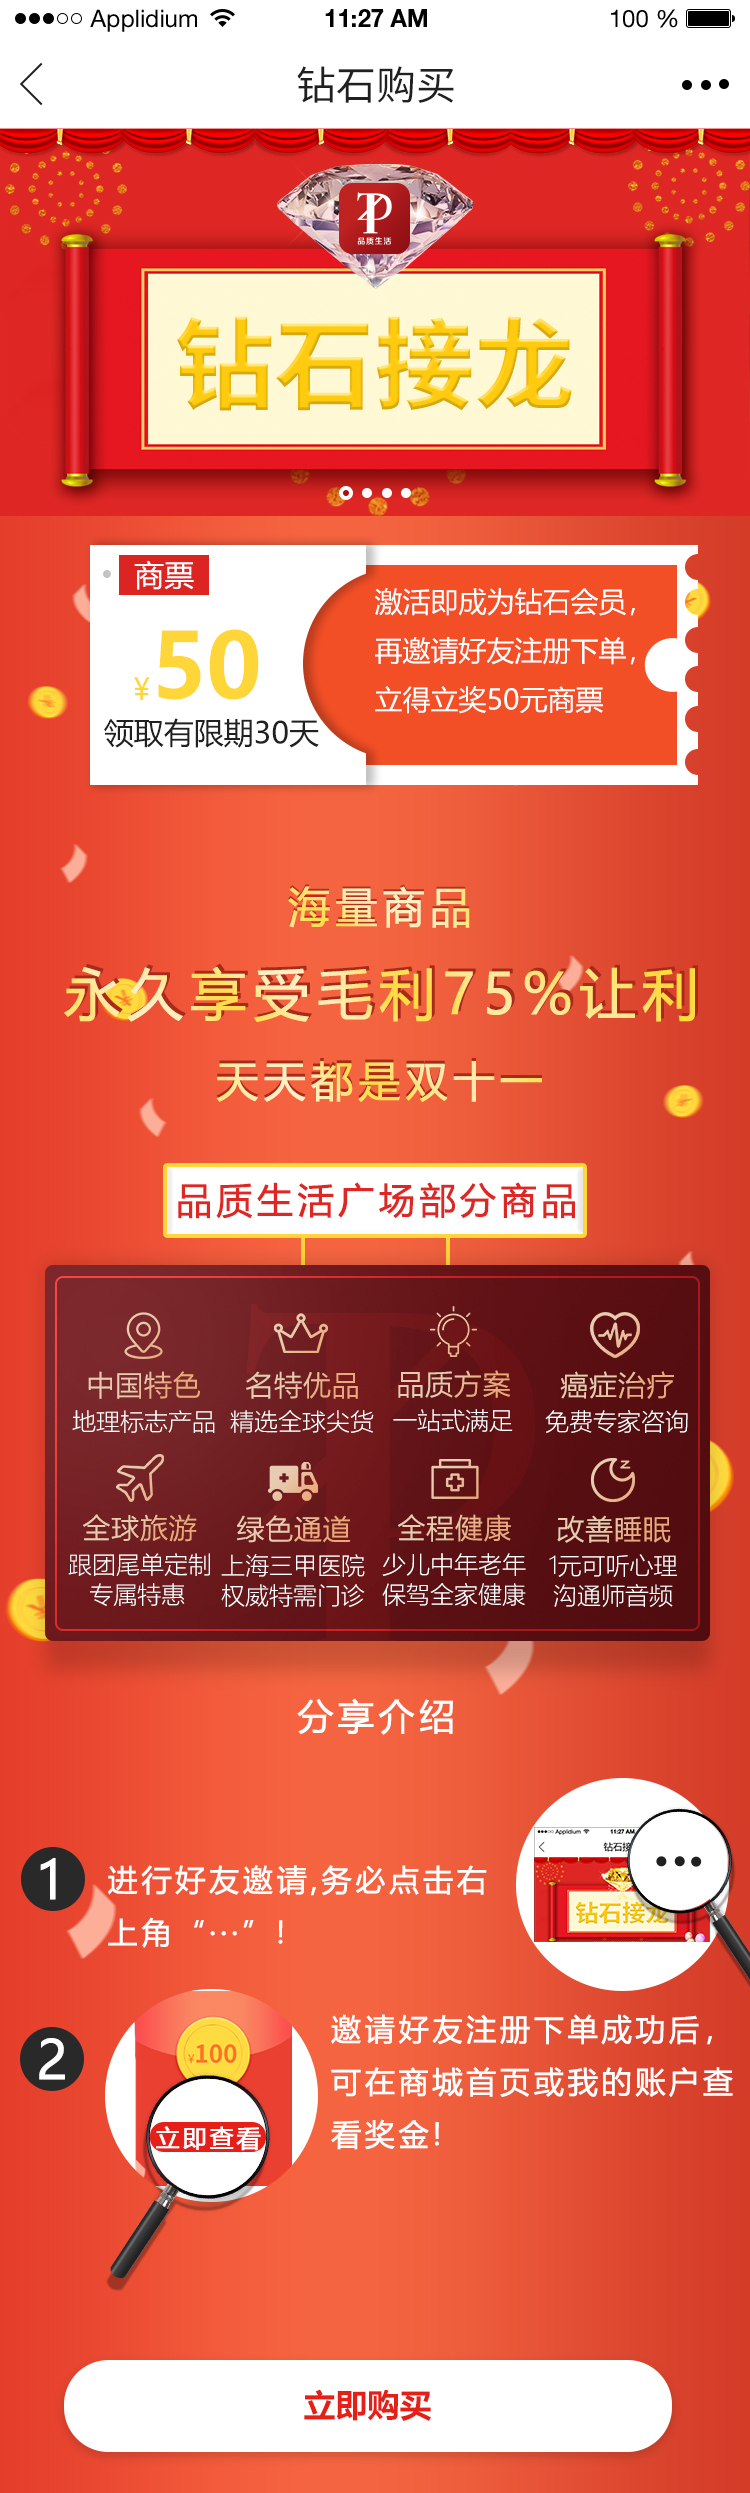 Applidium 11:27 AM 100 %
钻石购买
品质生活
钻石接龙
商票
¥50
领取有限期30天
激活即成为钻石会员，
再邀请好友注册下单，
立得立奖50元商票
海量商品
永久享受毛利75%让利
天天都是双十一
品质生活广场部分商品
中国特色 名特优品 品质方案 癌症治疗
地理标志产品 精选全球尖货 一站式满足 免费专家咨询
全球旅游 绿色通道 全程健康 改善睡眠
跟团尾单定制 上海三甲医院 少儿中年老年 1元可听心理
专属特惠 权威特需门诊 保驾全家健康 沟通师音频
分享介绍
1 进行好友邀请,务必点击右
上角“…”！
Applidium 11:27 AM
钻石接
钻石接龙
2 邀请好友注册下单成功后，
可在商城首页或我的账户查
看奖金!
¥100
立即查看
立即购买